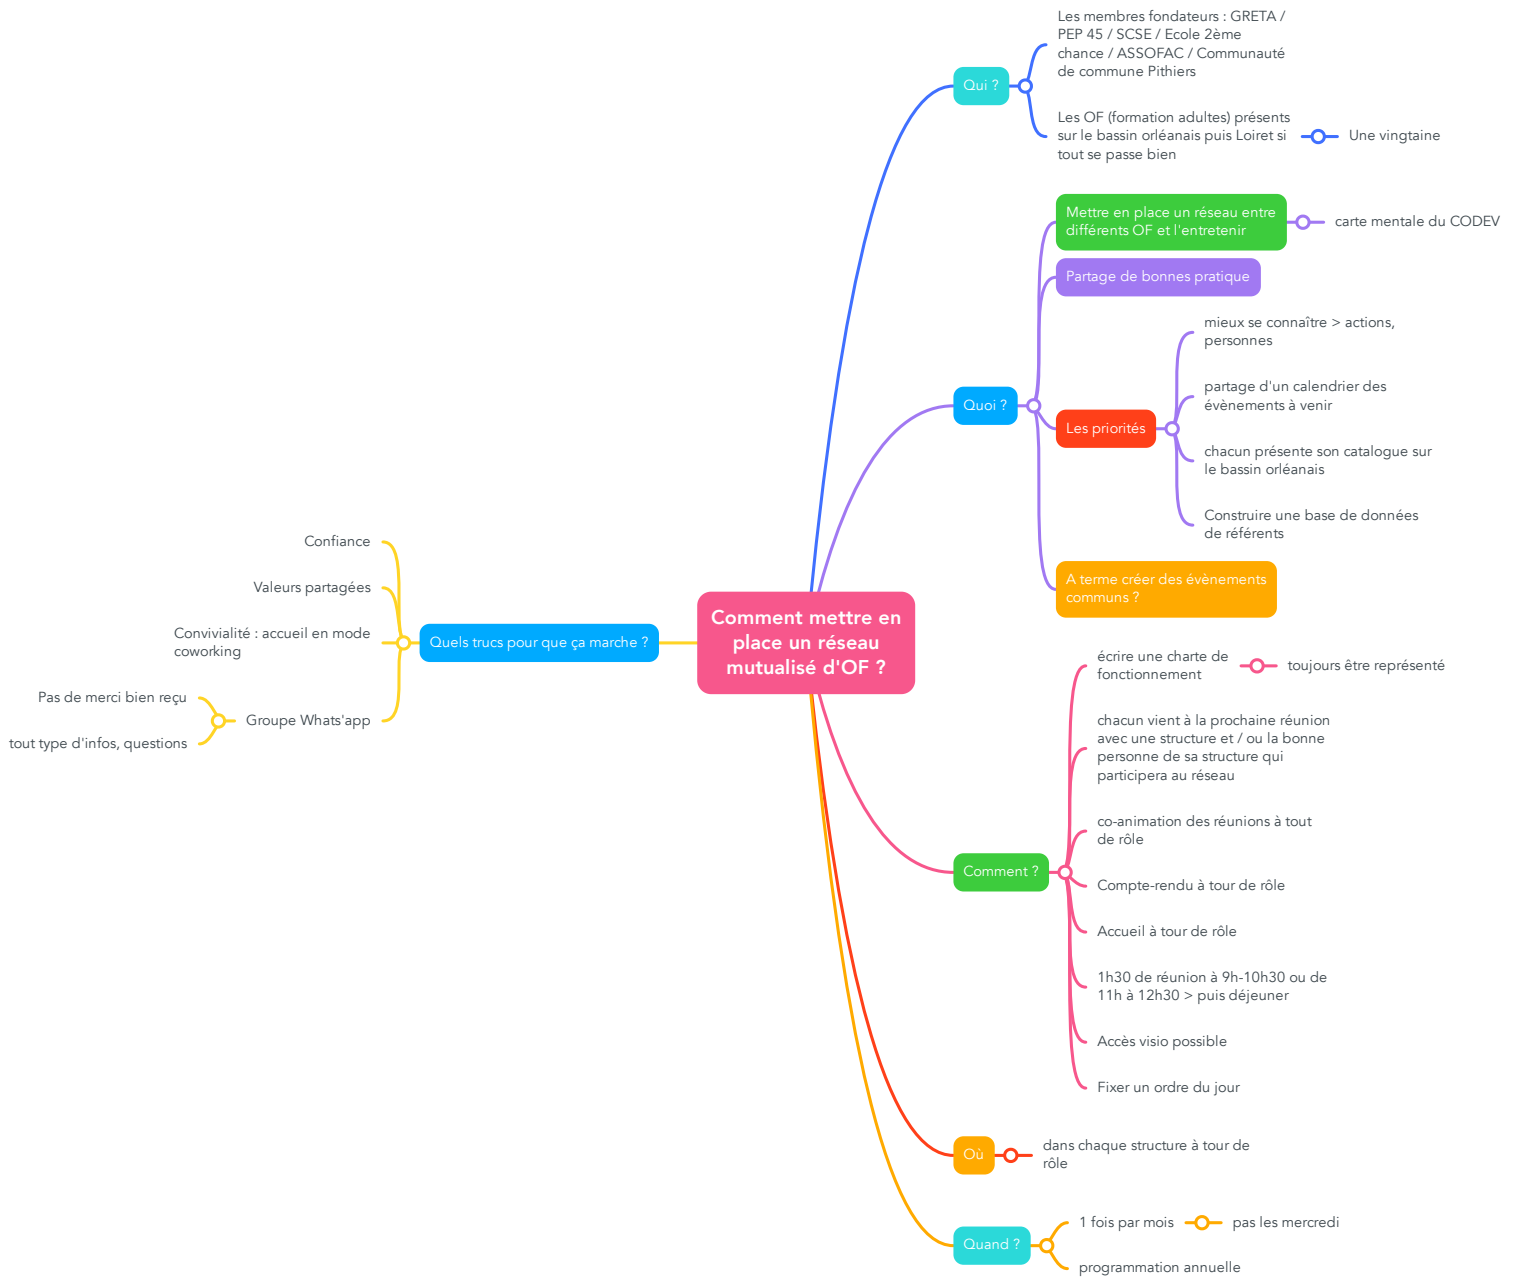 Comment mettre en
place un réseau
mutualisé d'OF ?
Qui ?
Les membres fondateurs : GRETA /
PEP 45 / SCSE / Ecole 2ème
chance / ASSOFAC / Communauté
de commune Pithiers
Les OF (formation adultes) présents
sur le bassin orléanais puis Loiret si
tout se passe bien
Une vingtaine
Quoi ?
Mettre en place un réseau entre
différents OF et l'entretenir
carte mentale du CODEV
Partage de bonnes pratique
Les priorités
mieux se connaître > actions,
personnes
partage d'un calendrier des
évènements à venir
chacun présente son catalogue sur
le bassin orléanais
Construire une base de données
de référents
A terme créer des évènements
communs ?
Comment ?
écrire une charte de
fonctionnement
toujours être représenté
chacun vient à la prochaine réunion
avec une structure et / ou la bonne
personne de sa structure qui
participera au réseau
co-animation des réunions à tout
de rôle
Compte-rendu à tour de rôle
Accueil à tour de rôle
1h30 de réunion à 9h-10h30 ou de
11h à 12h30 > puis déjeuner
Accès visio possible
Fixer un ordre du jour
Où
dans chaque structure à tour de
rôle
Quand ?
1 fois par mois
pas les mercredi
programmation annuelle
Quels trucs pour que ça marche ?
Confiance
Valeurs partagées
Convivialité : accueil en mode
coworking
Groupe Whats'app
Pas de merci bien reçu
tout type d'infos, questions